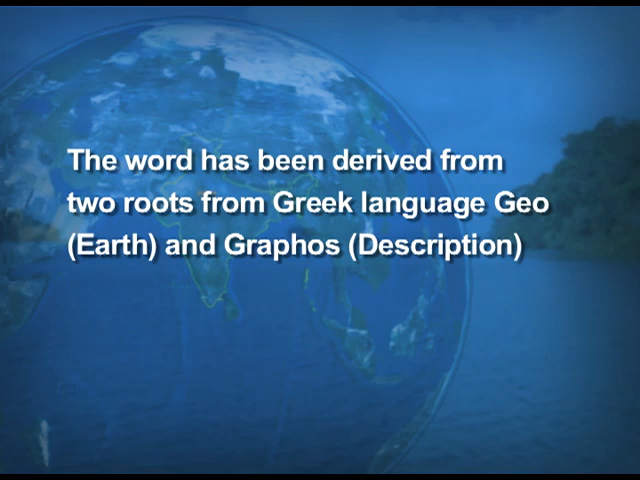 The word has been derived from
two roots from Greek language Geo
(Earth) and Graphos (Description)